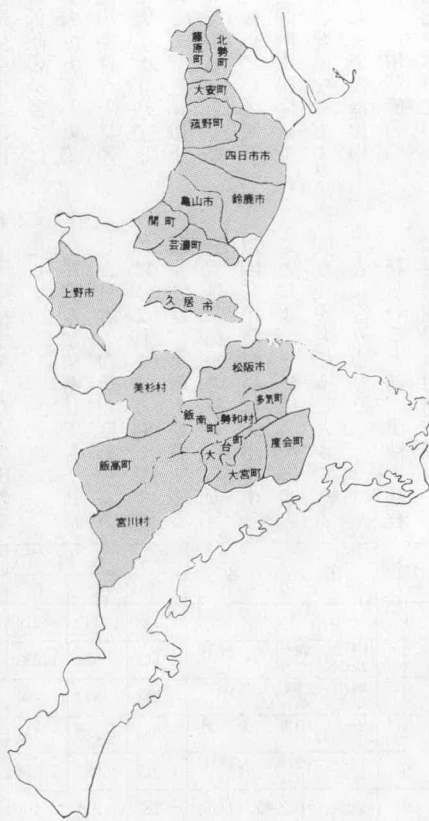 藤原町
北勢町
大安町
菰野町
四日市市
亀山市
鈴鹿市
関町
芸濃町
上野市
久居市
松阪市
美杉村
多気町
飯南町
勢和村
大台町
度会町
飯高町
大宮町
宮川村